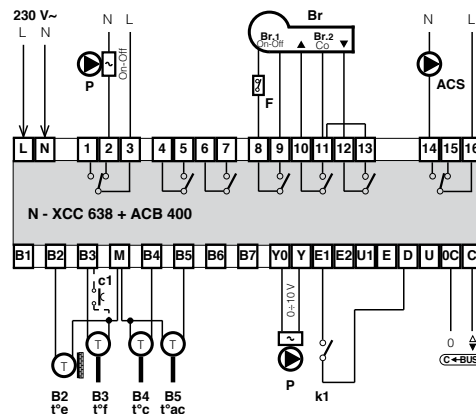 230 V~
L N
N L
On-Off
P
~
Br
Br.1 Br.2
On-Off Co ▲ ▼
F
N L
ACS
L N 1 2 3 4 5 6 7 8 9 10 11 12 13 14 15 16
N - XCC 638 + ACB 400
B1 B2 B3 M B4 B5 B6 B7 Y0 Y E1 E2 U1 E D U 0C C
c1
0÷10 V
~
0
C BUS
T T T T
P
k1
B2 B3 B4 B5
t°e t°f t°c t°ac